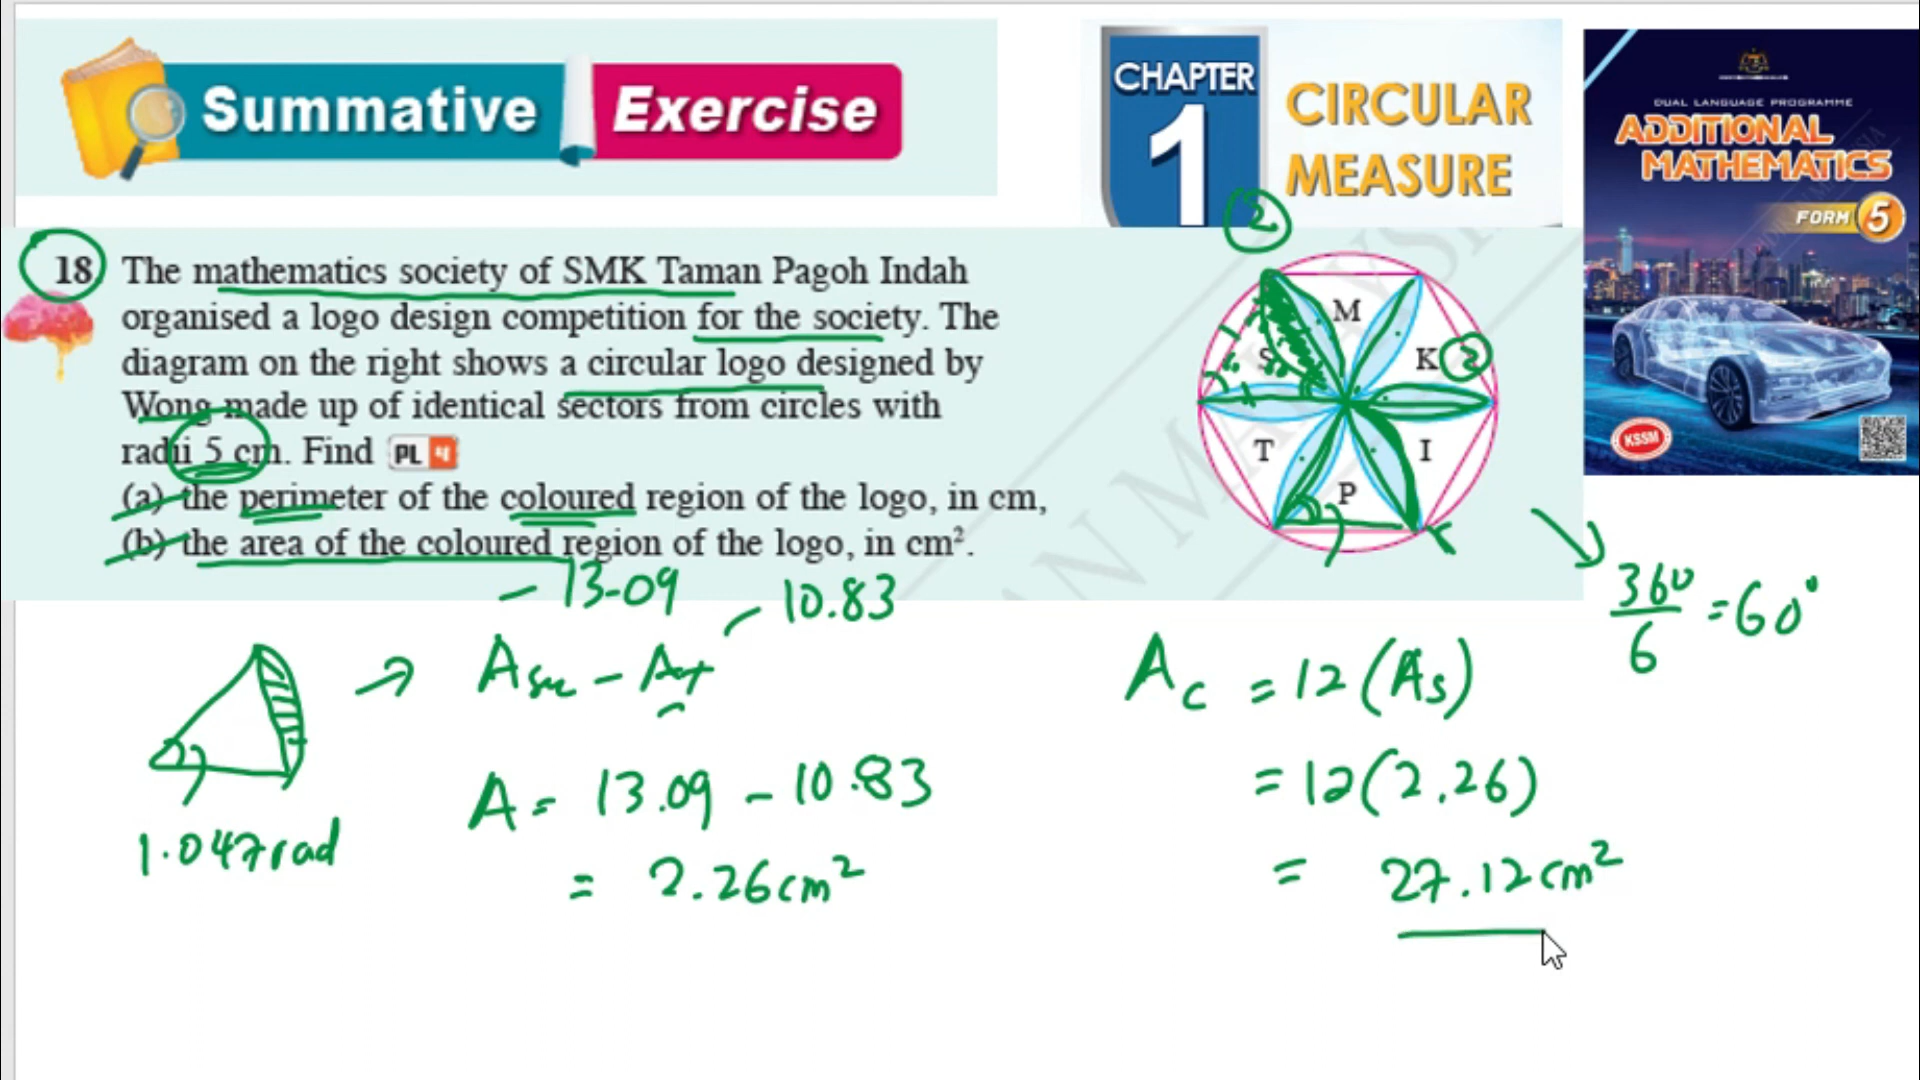 Summative Exercise
CHAPTER
1
CIRCULAR
MEASURE
DUAL LANGUAGE PROGRAMME
ADDITIONAL
MATHEMATICS
FORM 5
KSSM
18 The mathematics society of SMK Taman Pagoh Indah
organised a logo design competition for the society. The
diagram on the right shows a circular logo designed by
Wong made up of identical sectors from circles with
radii 5 cm. Find PL 4
(a) the perimeter of the coloured region of the logo, in cm,
(b) the area of the coloured region of the logo, in cm².
2
M
S
K
2
T
I
P
360/6 = 60°
- 13.09
- 10.83
1.047 rad
A = 13.09 - 10.83
= 2.26 cm²
Ac = 12(As)
= 12(2.26)
= 27.12 cm²